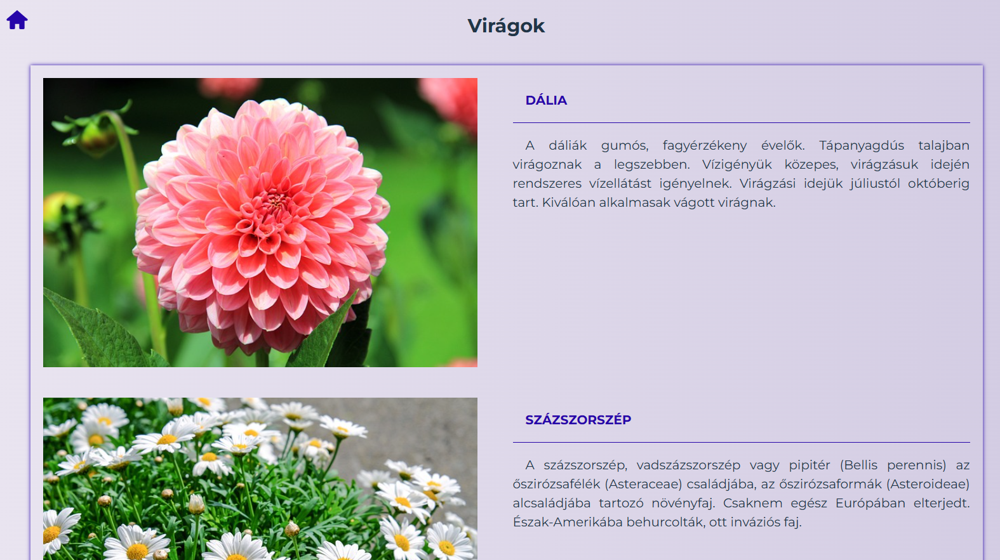 Virágok
DÁLIA
A dáliák gumós, fagyérzékeny évelők. Tápanyagdús talajban
virágoznak a legszebben. Vízigényük közepes, virágzásuk idején
rendszeres vízellátást igényelnek. Virágzási idejük júliustól októberig
tart. Kiválóan alkalmasak vágott virágnak.
SZÁZSZORSZÉP
A százszorszép, vadszázszorszép vagy pipitér (Bellis perennis) az
őszirózsafélék (Asteraceae) családjába, az őszirózsaformák (Asteroideae)
alcsaládjába tartozó növényfaj. Csaknem egész Európában elterjedt.
Észak-Amerikába behurcolták, ott inváziós faj.